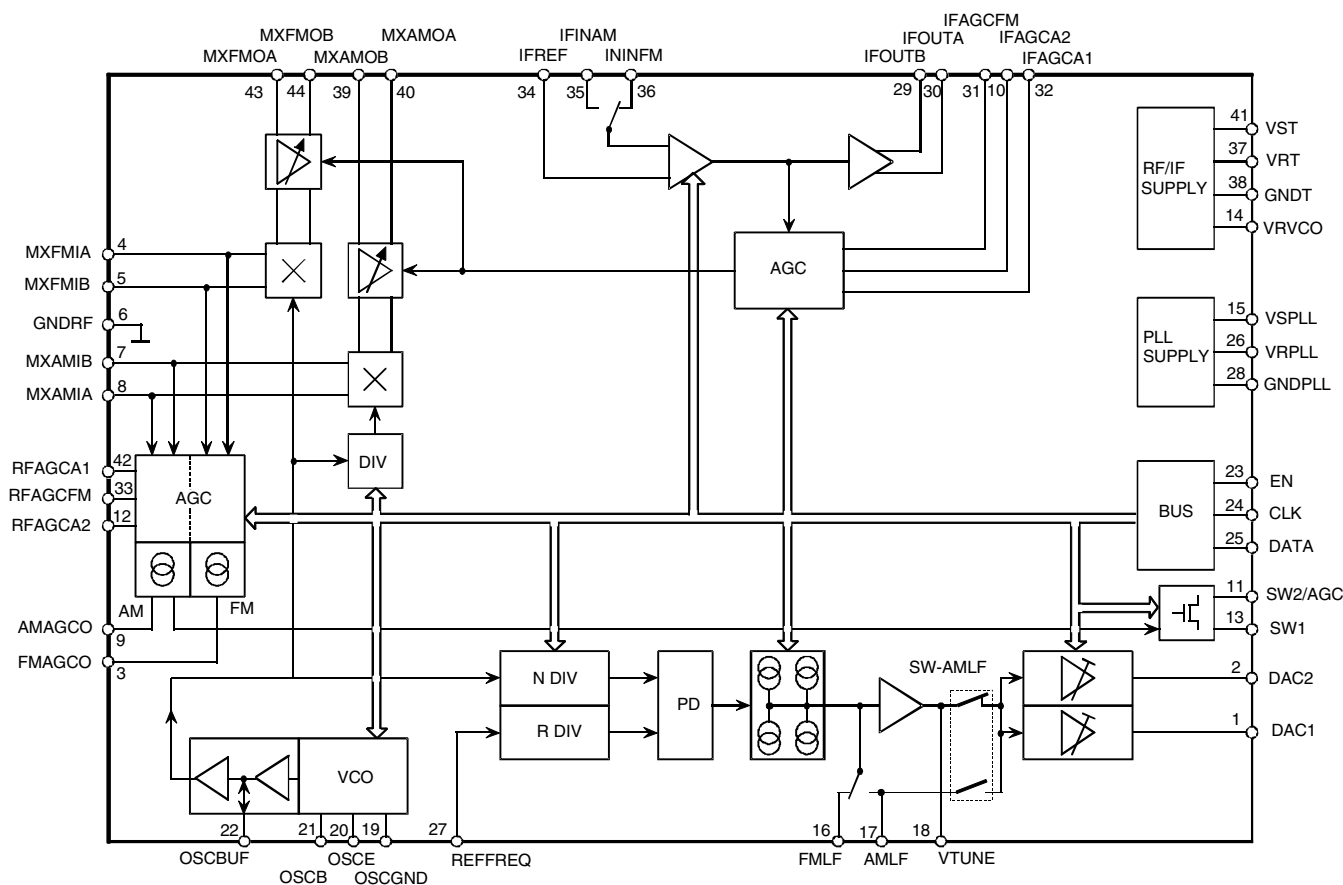 MXFMOB
MXAMOA
MXFMOA
MXAMOB
43
44
39
40
IFINAM
IFREF
ININFM
34
35
36
IFAGCFM
IFOUTA
IFAGCA2
IFOUTB
IFAGCA1
29
30
31
10
32
RF/IF
SUPPLY
41
VST
37
VRT
38
GNDT
14
VRVCO
MXFMIA
4
MXFMIB
5
GNDRF
6
MXAMIB
7
MXAMIA
8
AGC
PLL
SUPPLY
15
VSPLL
26
VRPLL
28
GNDPLL
DIV
RFAGCA1
42
RFAGCFM
33
RFAGCA2
12
AGC
AM
FM
AMAGCO
9
FMAGCO
3
BUS
23
EN
24
CLK
25
DATA
11
SW2/AGC
13
SW1
N DIV
R DIV
PD
SW-AMLF
2
DAC2
1
DAC1
VCO
22
21
20
19
27
16
17
18
OSCBUF
OSCE
REFFREQ
FMLF
AMLF
VTUNE
OSCB
OSCGND